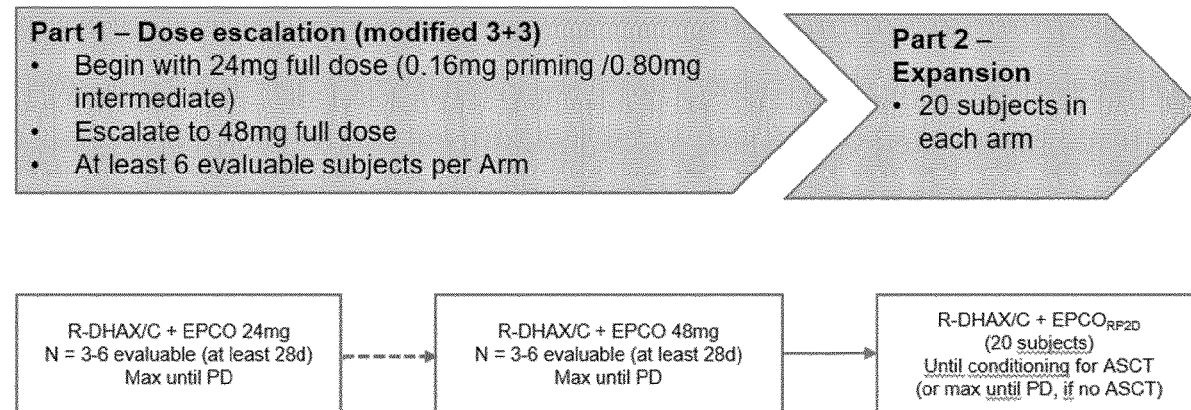 Part 1 – Dose escalation (modified 3+3)
• Begin with 24mg full dose (0.16mg priming /0.80mg
intermediate)
• Escalate to 48mg full dose
• At least 6 evaluable subjects per Arm
Part 2 –
Expansion
• 20 subjects in
each arm
R-DHAX/C + EPCO 24mg
N = 3-6 evaluable (at least 28d)
Max until PD
R-DHAX/C + EPCO 48mg
N = 3-6 evaluable (at least 28d)
Max until PD
R-DHAX/C + EPCO RP2D
(20 subjects)
Until conditioning for ASCT
(or max until PD, if no ASCT)